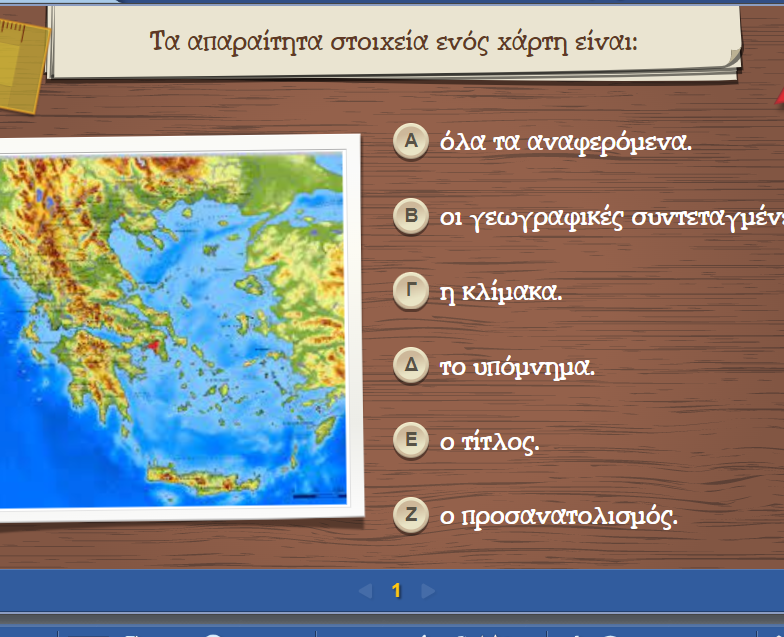 Τα απαραίτητα στοιχεία ενός χάρτη είναι:
Α όλα τα αναφερόμενα.
Β οι γεωγραφικές
Γ η κλίμακα.
Δ το υπόμνημα.
Ε ο τίτλος.
Ζ ο προσανατολισμός.
1